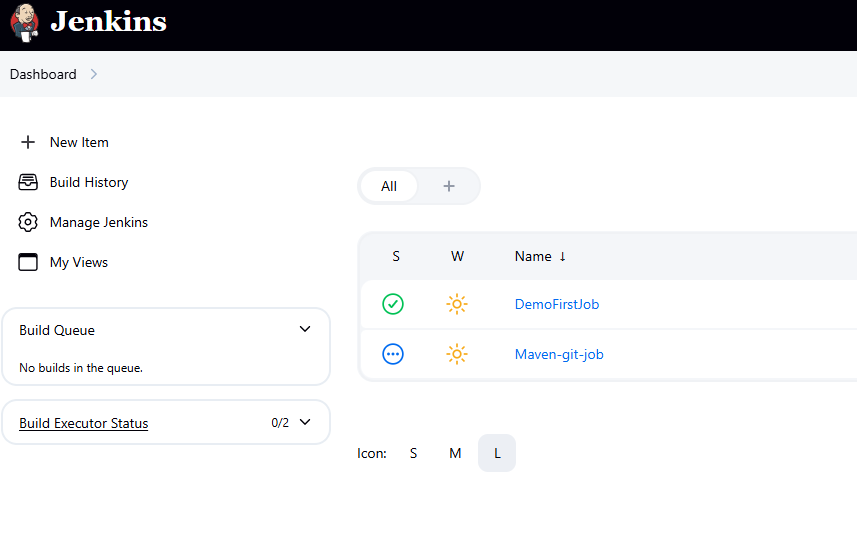 Jenkins
Dashboard
New Item
Build History
Manage Jenkins
My Views
Build Queue
No builds in the queue.
Build Executor Status 0/2
All +
S W Name ↓
DemoFirstJob
Maven-git-job
Icon: S M L